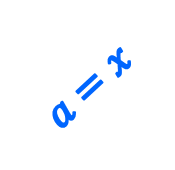 a = x